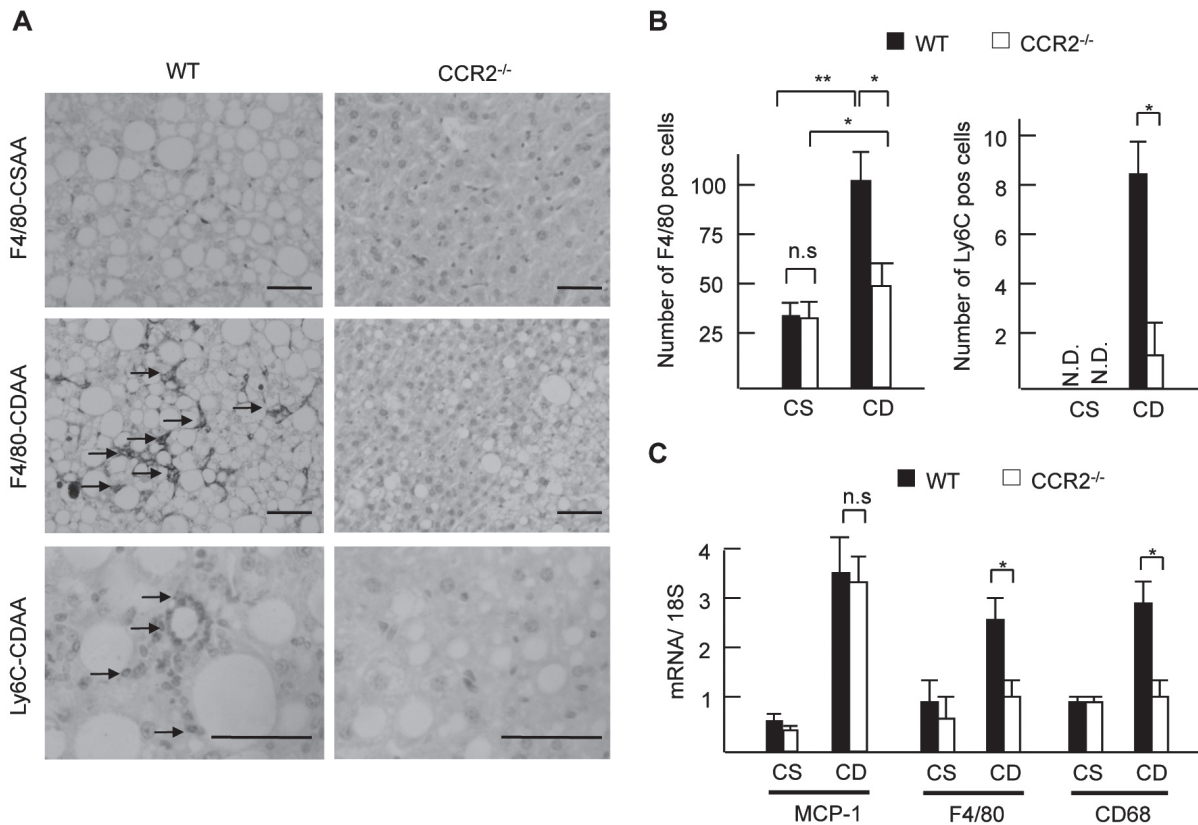 A
WT CCR2-/-
F4/80-CSAA
F4/80-CDAA
Ly6C-CDAA
B
WT CCR2-/-
Number of F4/80 pos cells
100
75
50
25
** *
*
n.s
CS CD
Number of Ly6C pos cells
10
8
6
4
2
*
N.D. N.D.
CS CD
C
WT CCR2-/-
mRNA/ 18S
4
3
2
1
n.s
*
*
CS CD CS CD CS CD
MCP-1 F4/80 CD68